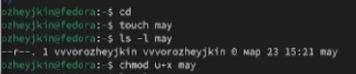 ozheyjkin@fedora:~$ cd
ozheyjkin@fedora:~$ touch may
ozheyjkin@fedora:~$ ls -l may
--r--. 1 vvvorozheyjkin vvvorozheyjkin 0 мар 23 15:21 may
ozheyjkin@fedora:~$ chmod u+x may